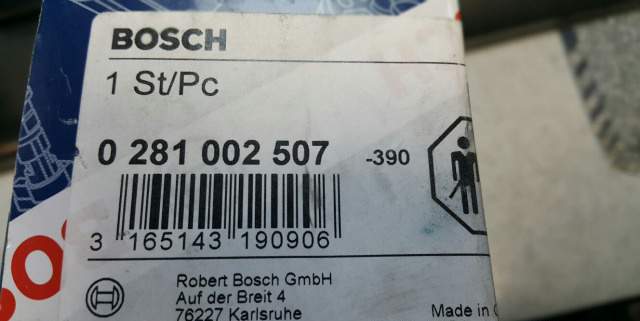 BOSCH
1 St/Pc
0 281 002 507 -390
3 165143 190906
Robert Bosch GmbH
Auf der Breit 4
76227 Karlsruhe
Made in